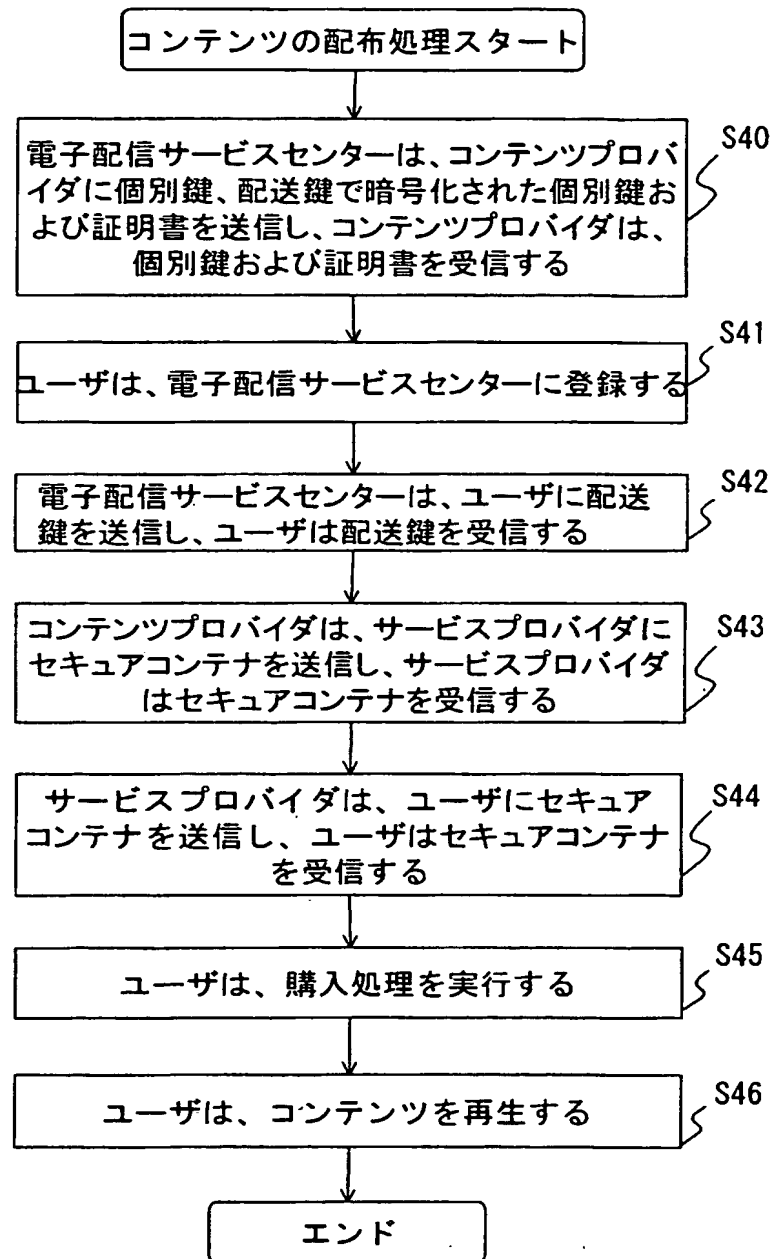 コンテンツの配布処理スタート
S40
電子配信サービスセンターは、コンテンツプロバ
イダに個別鍵、配送鍵で暗号化された個別鍵お
よび証明書を送信し、コンテンツプロバイダは、
個別鍵および証明書を受信する
S41
ユーザは、電子配信サービスセンターに登録する
S42
電子配信サービスセンターは、ユーザに配送
鍵を送信し、ユーザは配送鍵を受信する
S43
コンテンツプロバイダは、サービスプロバイダに
セキュアコンテナを送信し、サービスプロバイダ
はセキュアコンテナを受信する
S44
サービスプロバイダは、ユーザにセキュア
コンテナを送信し、ユーザはセキュアコンテナ
を受信する
S45
ユーザは、購入処理を実行する
S46
ユーザは、コンテンツを再生する
エンド